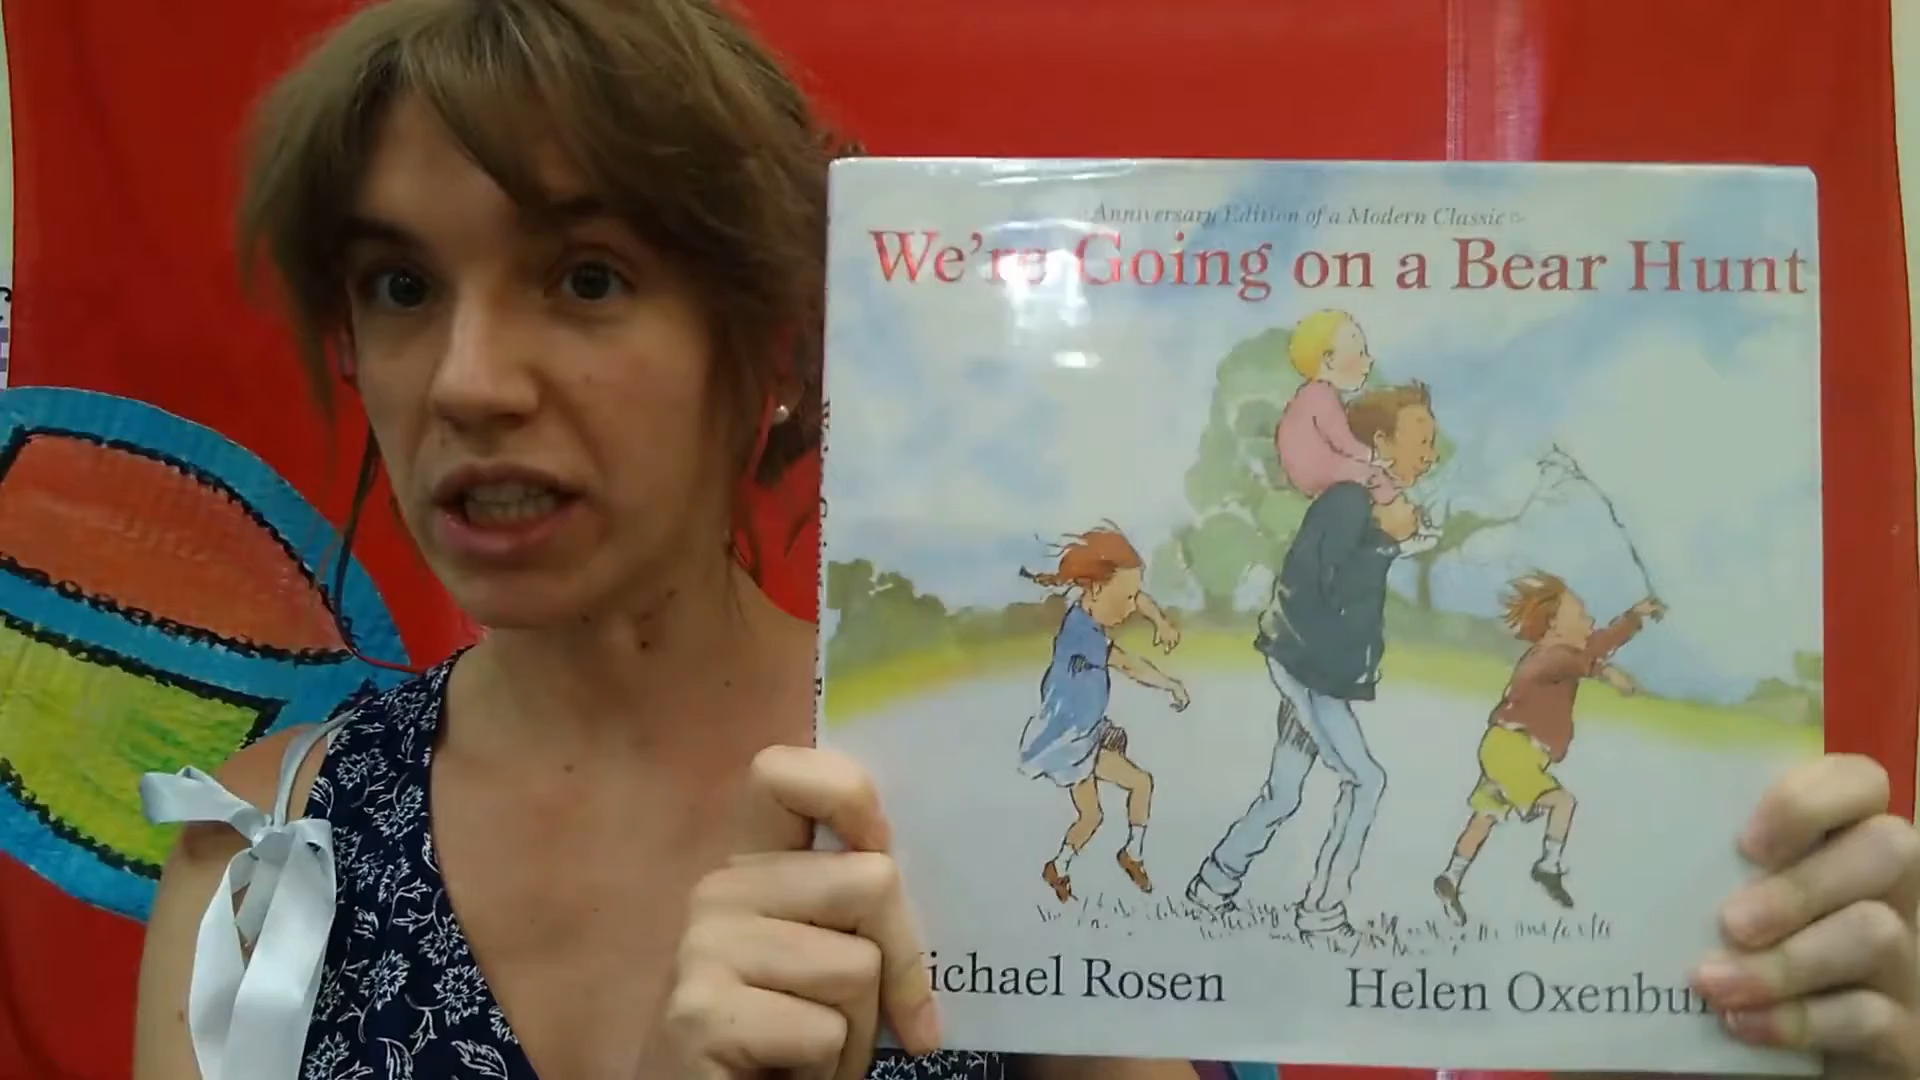 Anniversary Edition of a Modern Classic
We're Going on a Bear Hunt
ichael Rosen
Helen Oxenbu